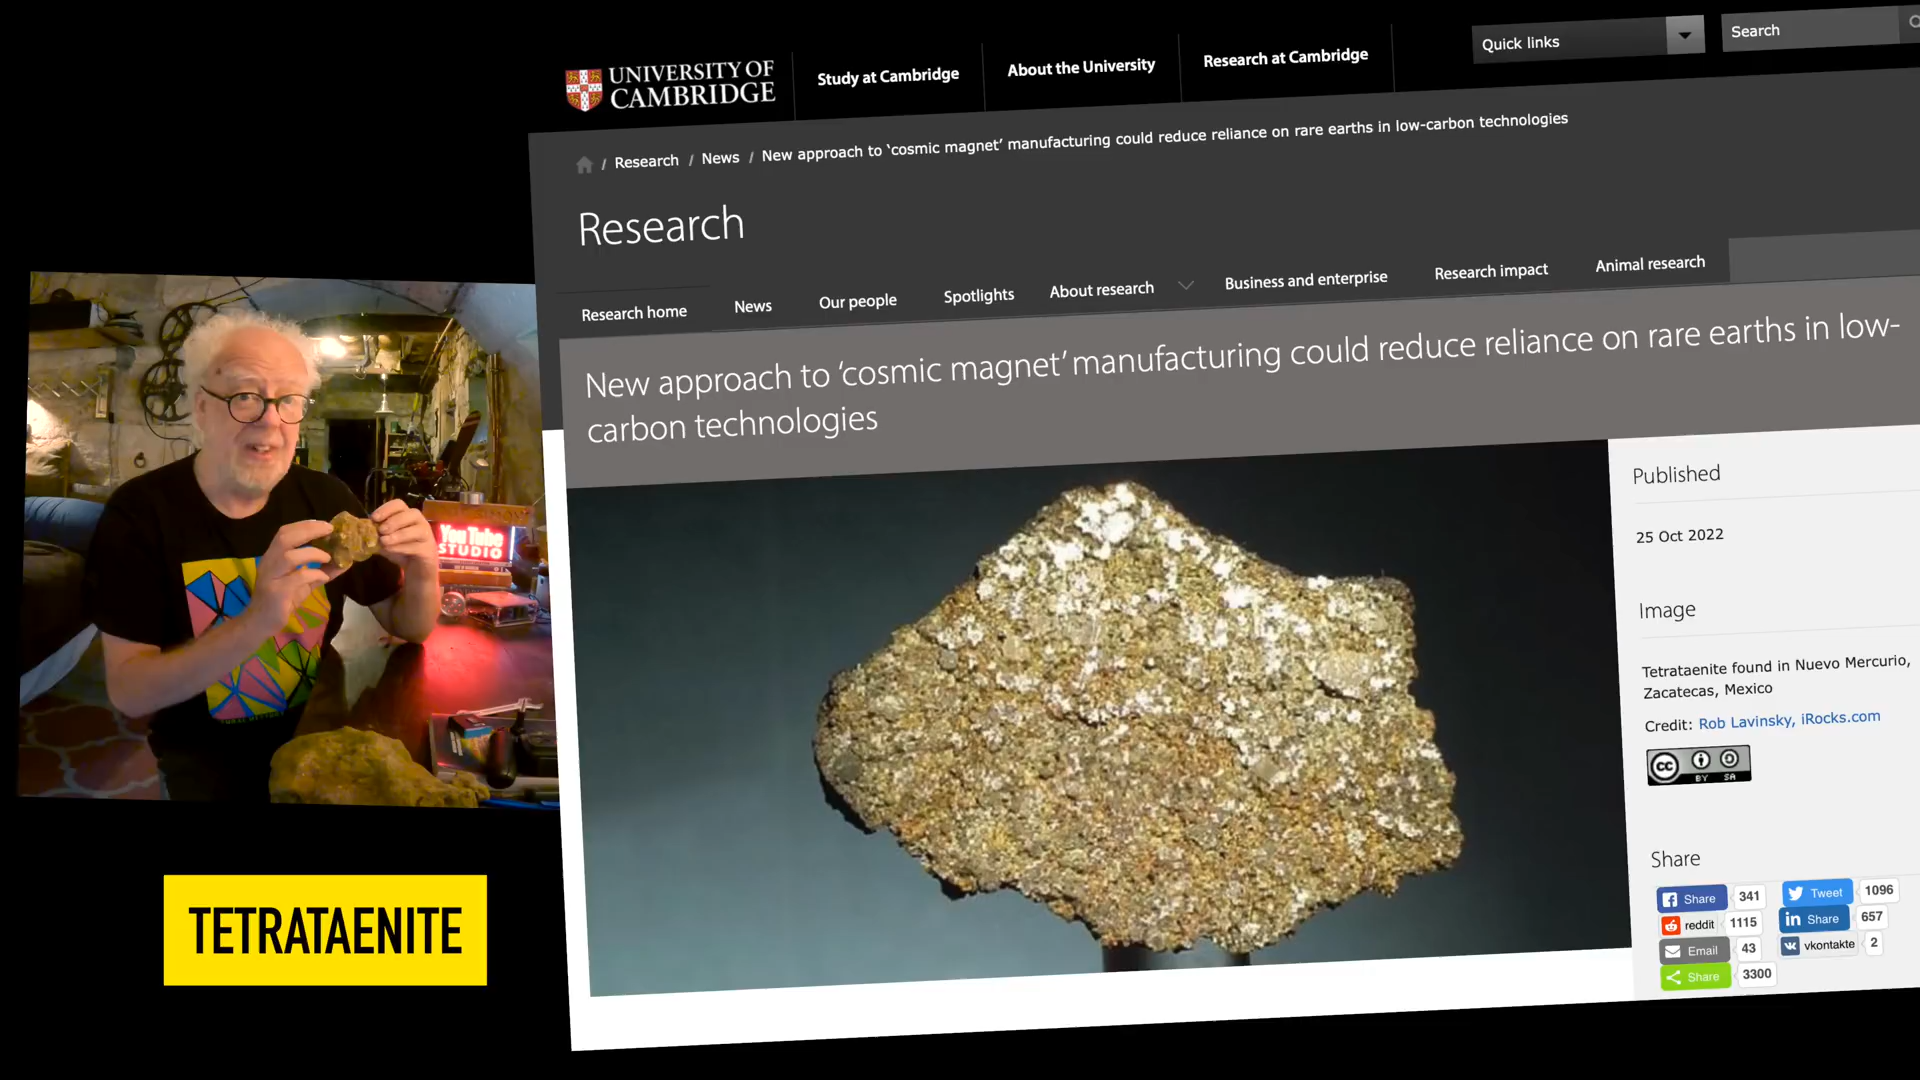 UNIVERSITY OF
CAMBRIDGE
Study at Cambridge
About the University
Research at Cambridge
Quick links
Search
/ Research / News / New approach to ‘cosmic magnet’ manufacturing could reduce reliance on rare earths in low-carbon technologies
Research
Research home
News
Our people
Spotlights
About research
Business and enterprise
Research impact
Animal research
New approach to ‘cosmic magnet’ manufacturing could reduce reliance on rare earths in low-
carbon technologies
Published
25 Oct 2022
Image
Tetrataenite found in Nuevo Mercurio,
Zacatecas, Mexico
Credit: Rob Lavinsky, iRocks.com
CC BY SA
Share
Share 341
Tweet 1096
reddit 1115
Share 657
Email 43
vkontakte 2
Share 3300
You Tube
STUDIO
TETRATAENITE